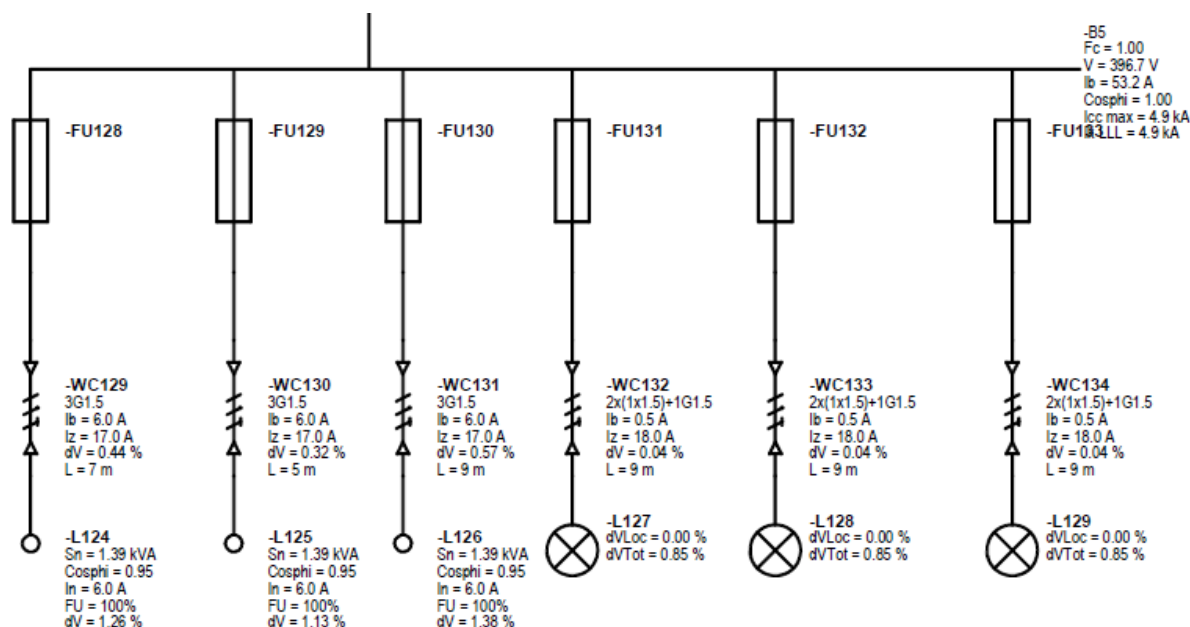 -B5
Fc = 1.00
V = 396.7 V
Ib = 53.2 A
Cosphi = 1.00
Icc max = 4.9 kA
LLL = 4.9 kA
-FU128
-FU129
-FU130
-FU131
-FU132
-FU133
-WC129
3G1.5
Ib = 6.0 A
Iz = 17.0 A
dV = 0.44 %
L = 7 m
-WC130
3G1.5
Ib = 6.0 A
Iz = 17.0 A
dV = 0.32 %
L = 5 m
-WC131
3G1.5
Ib = 6.0 A
Iz = 17.0 A
dV = 0.57 %
L = 9 m
-WC132
2x(1x1.5)+1G1.5
Ib = 0.5 A
Iz = 18.0 A
dV = 0.04 %
L = 9 m
-WC133
2x(1x1.5)+1G1.5
Ib = 0.5 A
Iz = 18.0 A
dV = 0.04 %
L = 9 m
-WC134
2x(1x1.5)+1G1.5
Ib = 0.5 A
Iz = 18.0 A
dV = 0.04 %
L = 9 m
-L124
Sn = 1.39 kVA
Cosphi = 0.95
In = 6.0 A
FU = 100%
dV = 1.26 %
-L125
Sn = 1.39 kVA
Cosphi = 0.95
In = 6.0 A
FU = 100%
dV = 1.13 %
-L126
Sn = 1.39 kVA
Cosphi = 0.95
In = 6.0 A
FU = 100%
dV = 1.38 %
-L127
dVLoc = 0.00 %
dVTot = 0.85 %
-L128
dVLoc = 0.00 %
dVTot = 0.85 %
-L129
dVLoc = 0.00 %
dVTot = 0.85 %